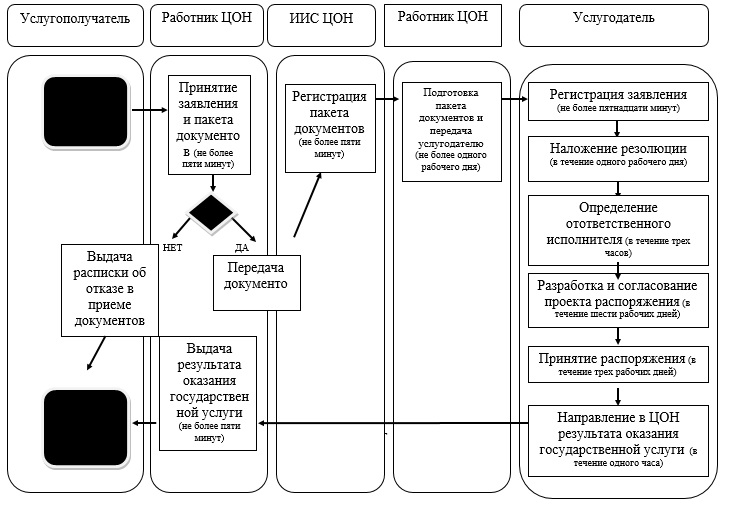 Услугополучатель
Работник ЦОН
ИИС ЦОН
Работник ЦОН
Услугодатель
Принятие
заявления
и пакета
документо
в (не более
пяти минут)
НЕТ
ДА
Выдача
расписки об
отказе в
приеме
документов
Передача
документо
Регистрация
пакета
документов
(не более пяти
минут)
Подготовка
пакета
документов и
передача
услугодателю
(не более одного
рабочего дня)
Регистрация заявления
(не более пятнадцати минут)
Наложение резолюции
(в течение одного рабочего дня)
Определение
отответственного
исполнителя (в течение трех
часов)
Разработка и согласование
проекта распоряжения (в
течение шести рабочих дней)
Принятие распоряжения (в
течение трех рабочих дней)
Направление в ЦОН
результата оказания
государственной услуги (в
течение одного часа)
Выдача
результата
оказания
государствен
ной услуги
(не более пяти
минут)